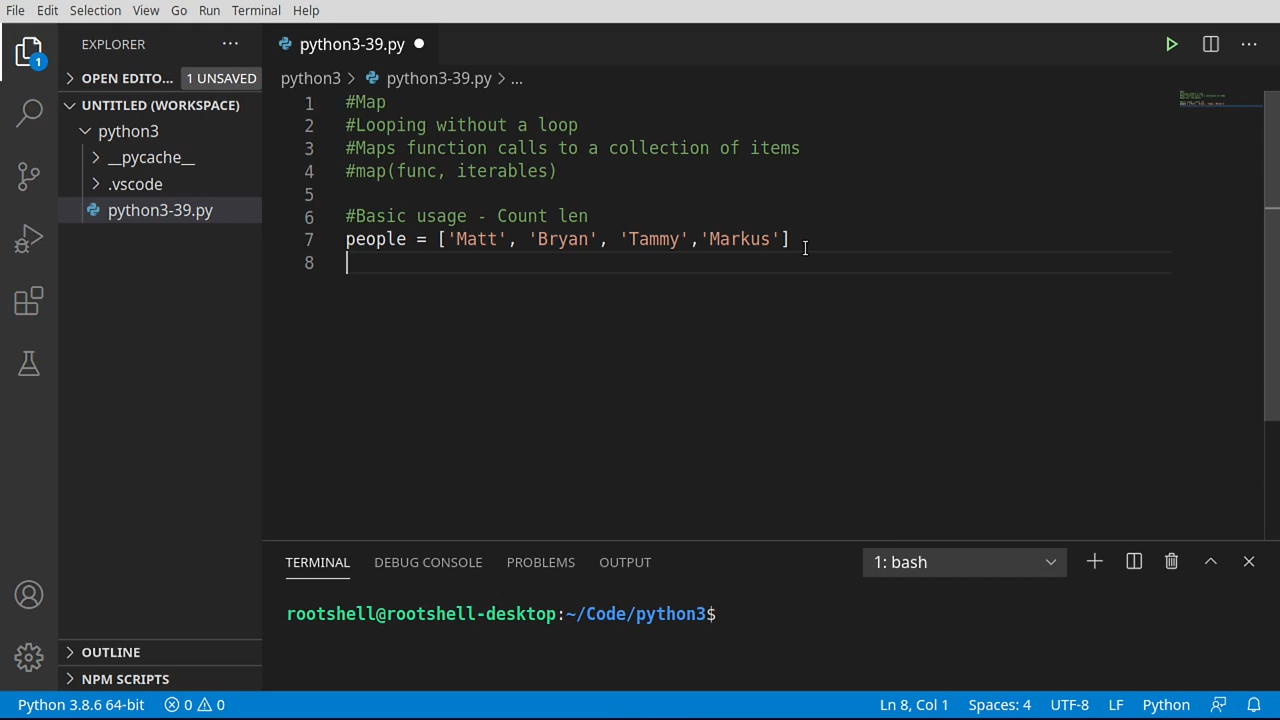 File Edit Selection View Go Run Terminal Help
EXPLORER
OPEN EDITO... 1 UNSAVED
UNTITLED (WORKSPACE)
python3
__pycache__
.vscode
python3-39.py
OUTLINE
NPM SCRIPTS
1
python3-39.py
python3 > python3-39.py > ...
1 #Map
2 #Looping without a loop
3 #Maps function calls to a collection of items
4 #map(func, iterables)
5
6 #Basic usage - Count len
7 people = ['Matt', 'Bryan', 'Tammy','Markus']
8
TERMINAL DEBUG CONSOLE PROBLEMS OUTPUT 1: bash
rootshell@rootshell-desktop:~/Code/python3$
Python 3.8.6 64-bit 0 0 Ln 8, Col 1 Spaces: 4 UTF-8 LF Python